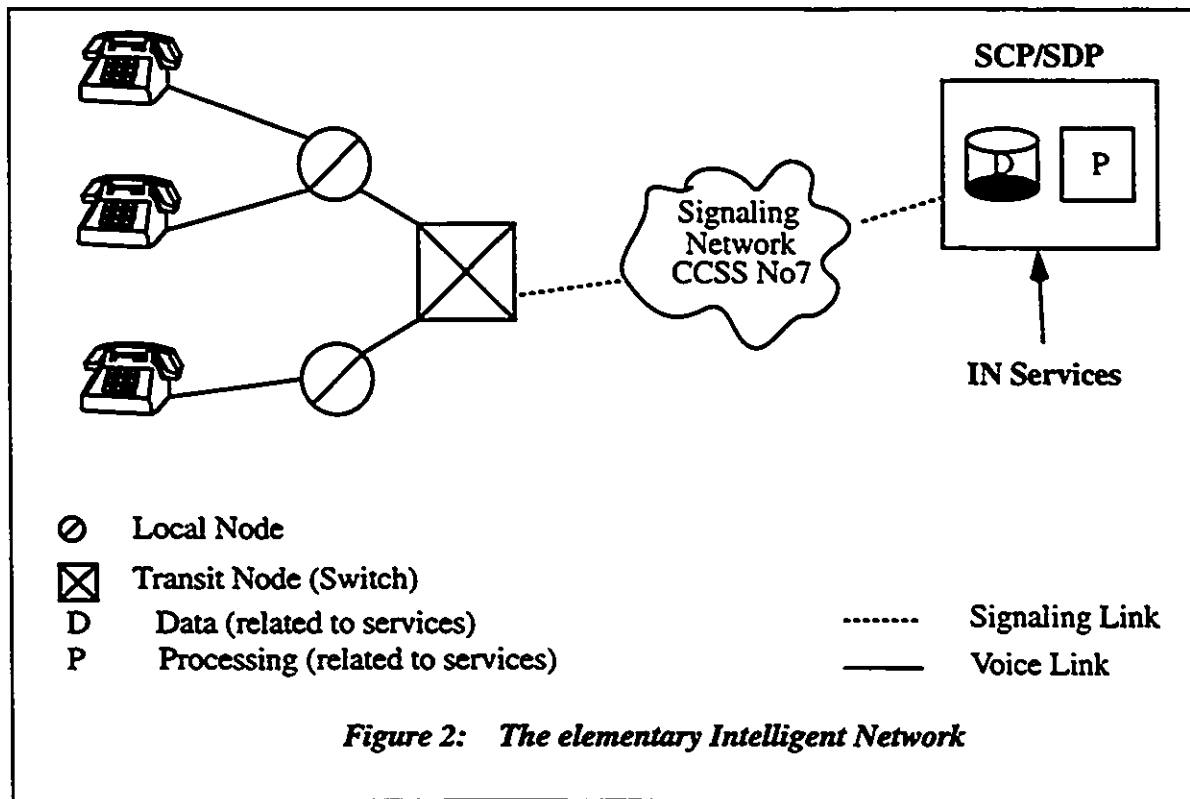 SCP/SDP
D
P
Signaling
Network
CCSS No7
IN Services
Local Node
Transit Node (Switch)
D Data (related to services)
P Processing (related to services)
Signaling Link
Voice Link
Figure 2: The elementary Intelligent Network